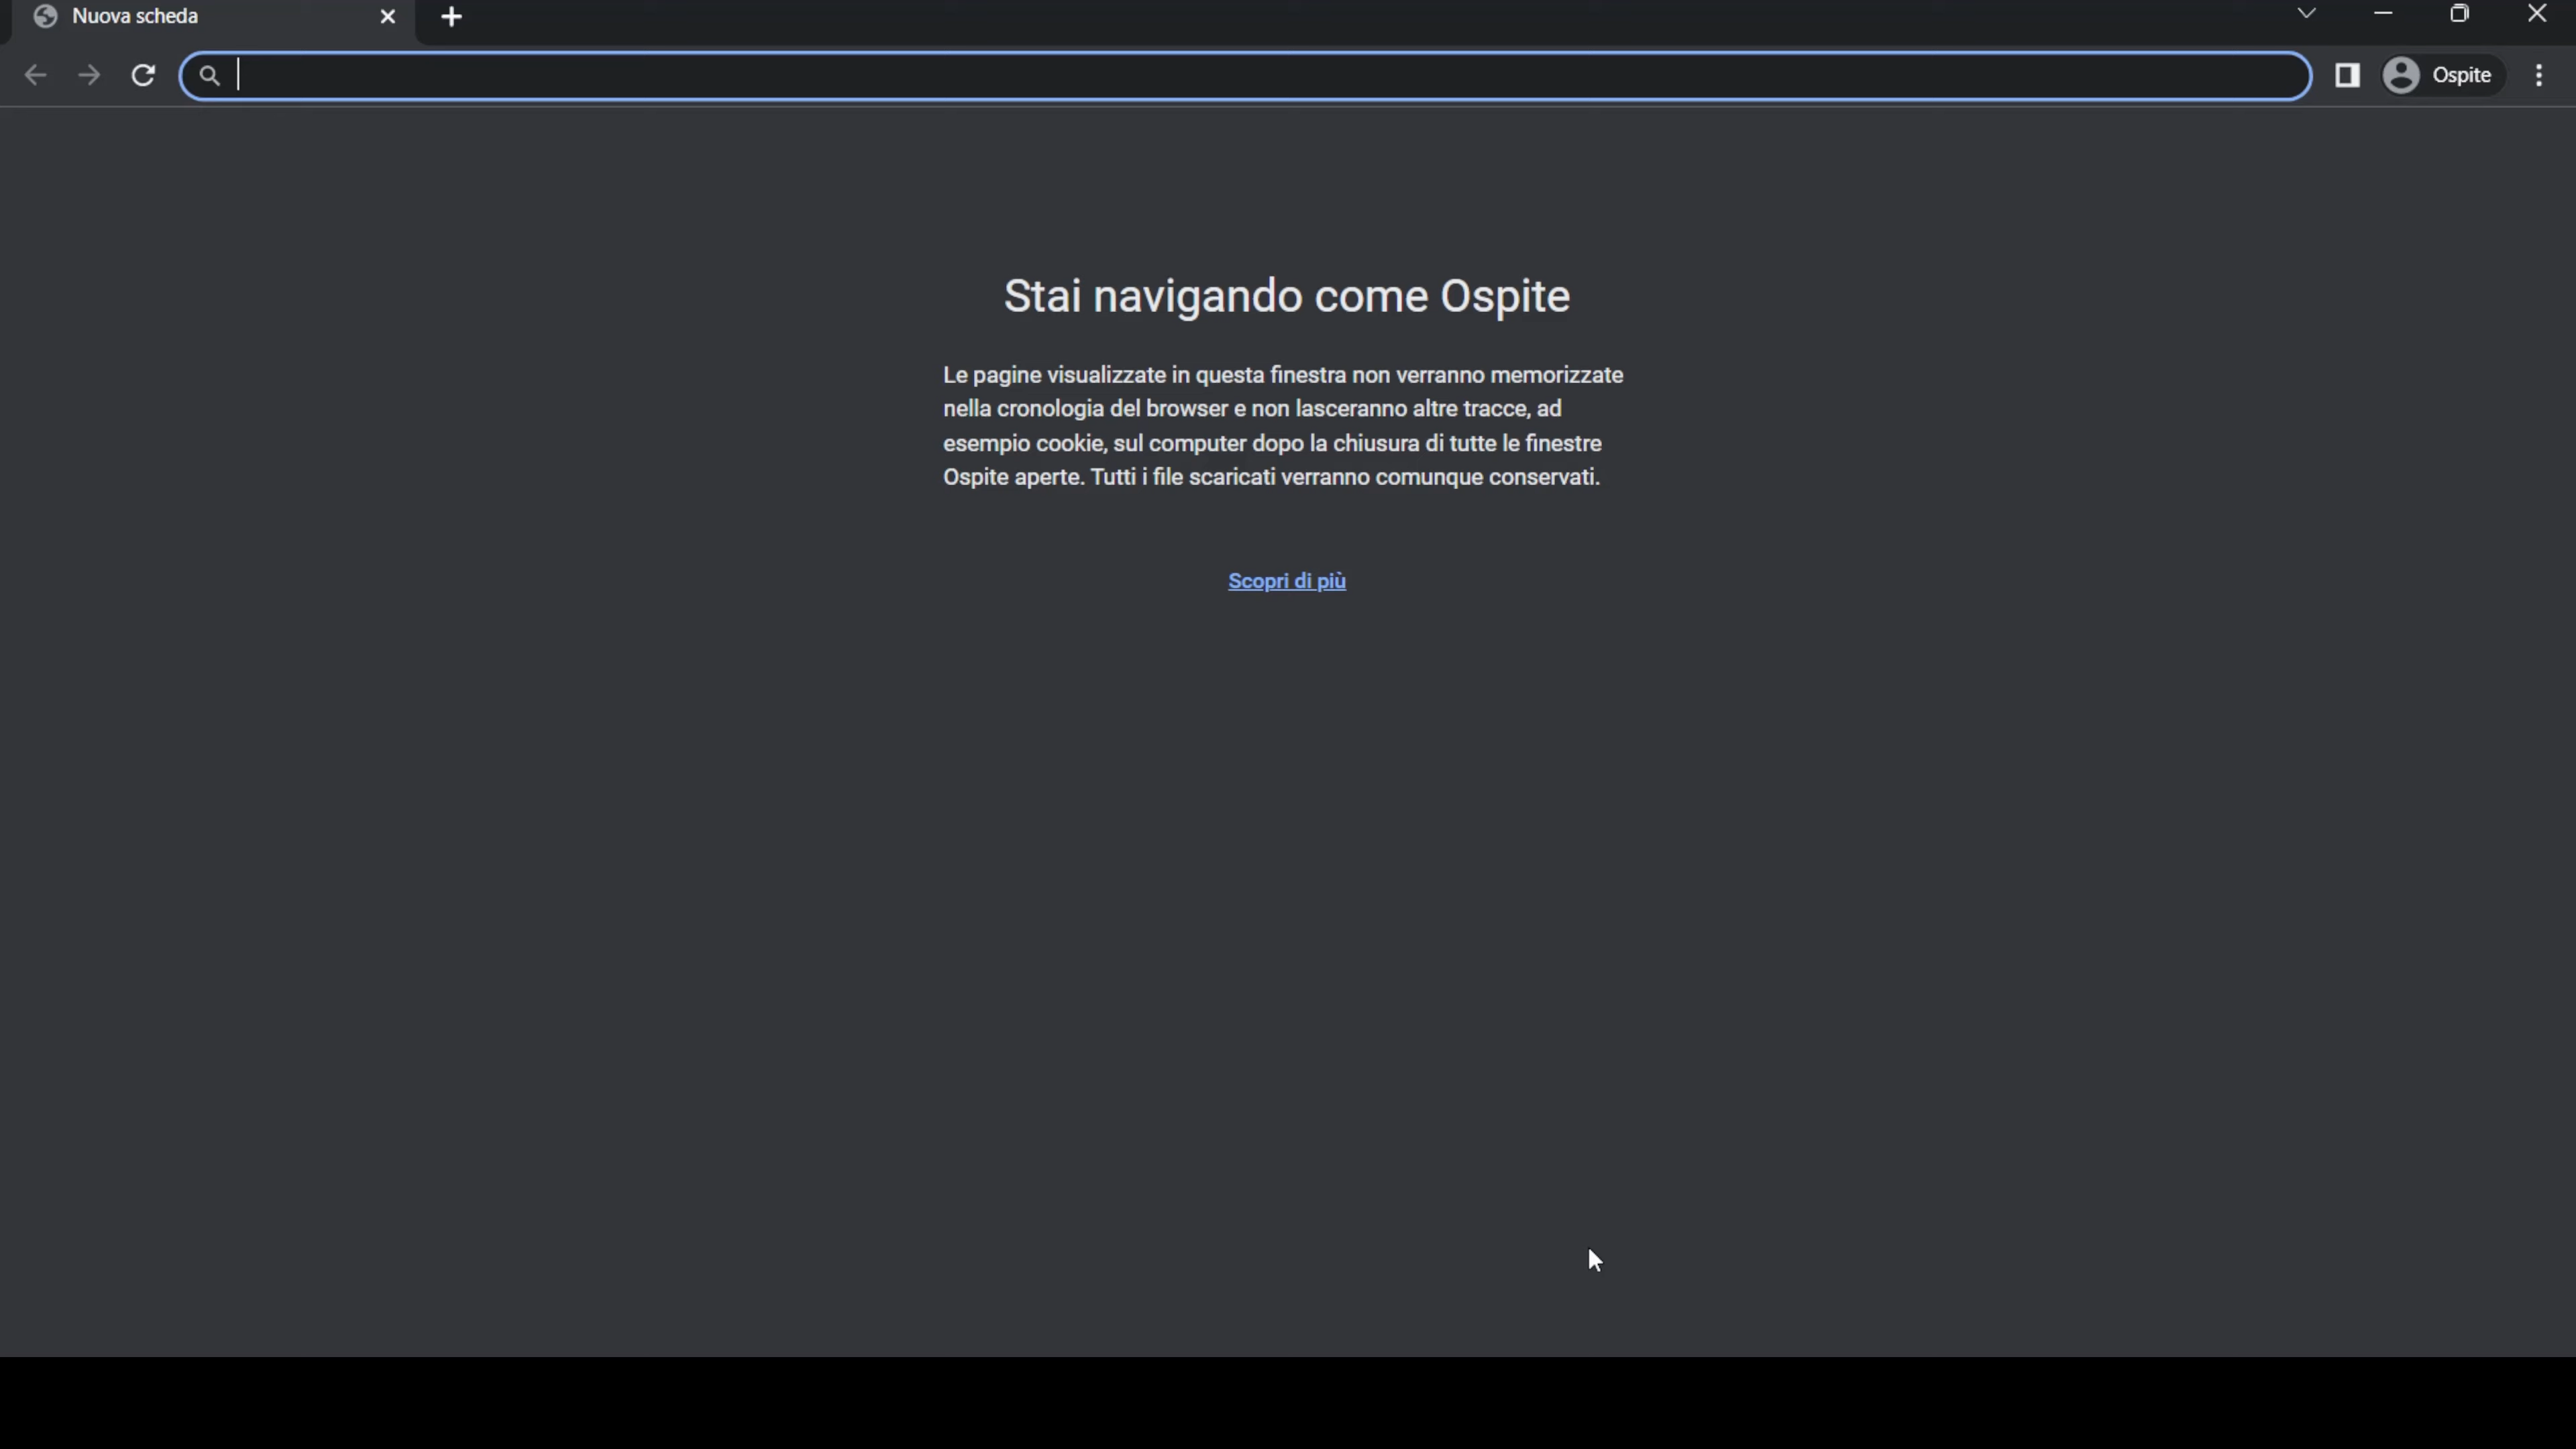 Nuova scheda
Ospite
Stai navigando come Ospite
Le pagine visualizzate in questa finestra non verranno memorizzate
nella cronologia del browser e non lasceranno altre tracce, ad
esempio cookie, sul computer dopo la chiusura di tutte le finestre
Ospite aperte. Tutti i file scaricati verranno comunque conservati.
Scopri di più